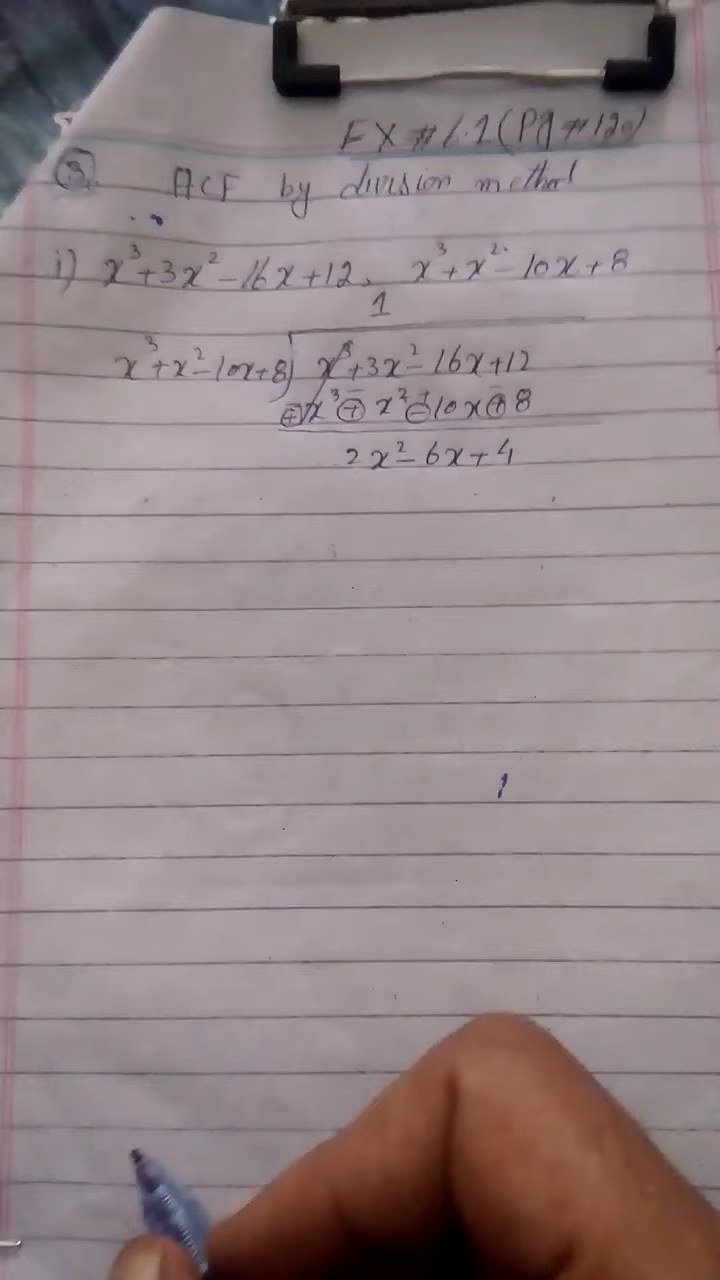 EX # 6.1 (Pg # 120)
③ HCF by division method
i) x³+3x²-16x+12, x³+x²-10x+8
1
x³+x²-10x+8) x³+3x²-16x+12
x³ + x² - 10x + 8
2x²-6x+4